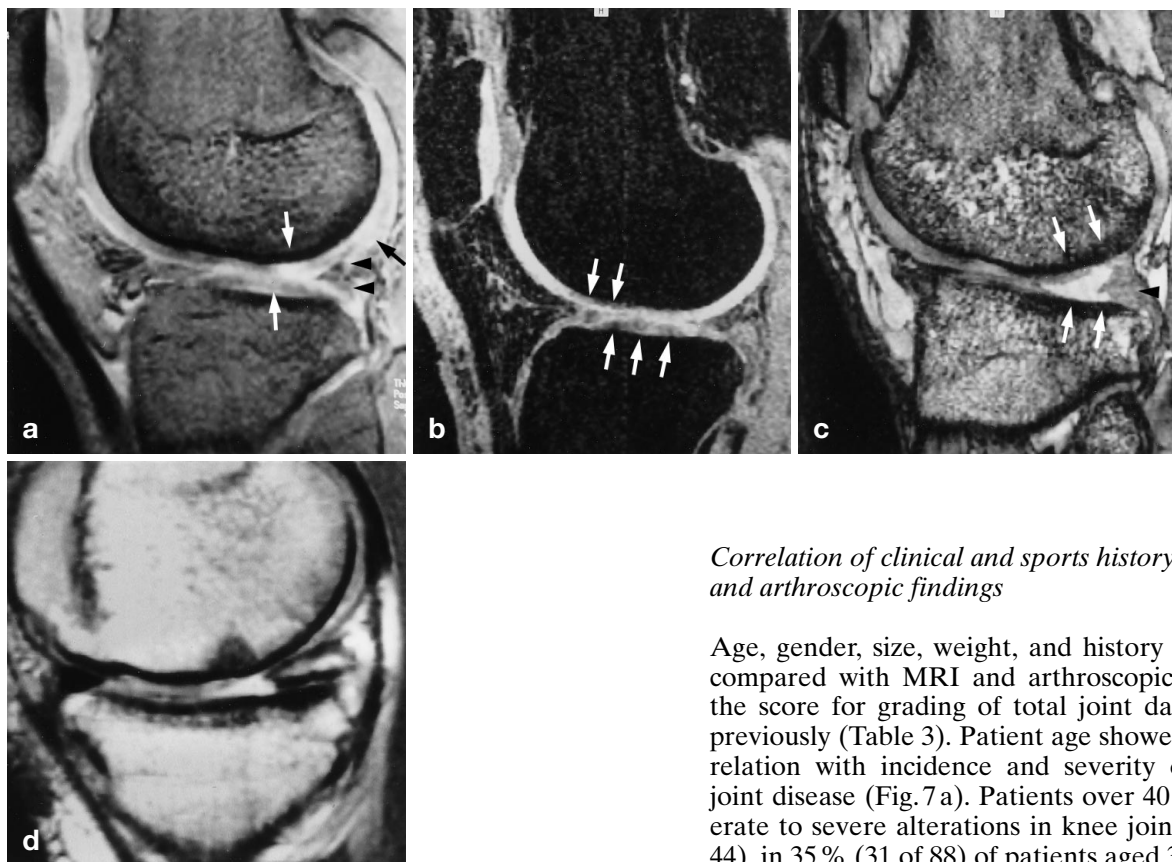 a
b
c
d
H
Correlation of clinical and sports history
and arthroscopic findings
Age, gender, size, weight, and history
compared with MRI and arthroscopic
the score for grading of total joint da
previously (Table 3). Patient age showe
relation with incidence and severity
joint disease (Fig. 7 a). Patients over 40
erate to severe alterations in knee join
44), in 35 % (31 of 88) of patients aged 3